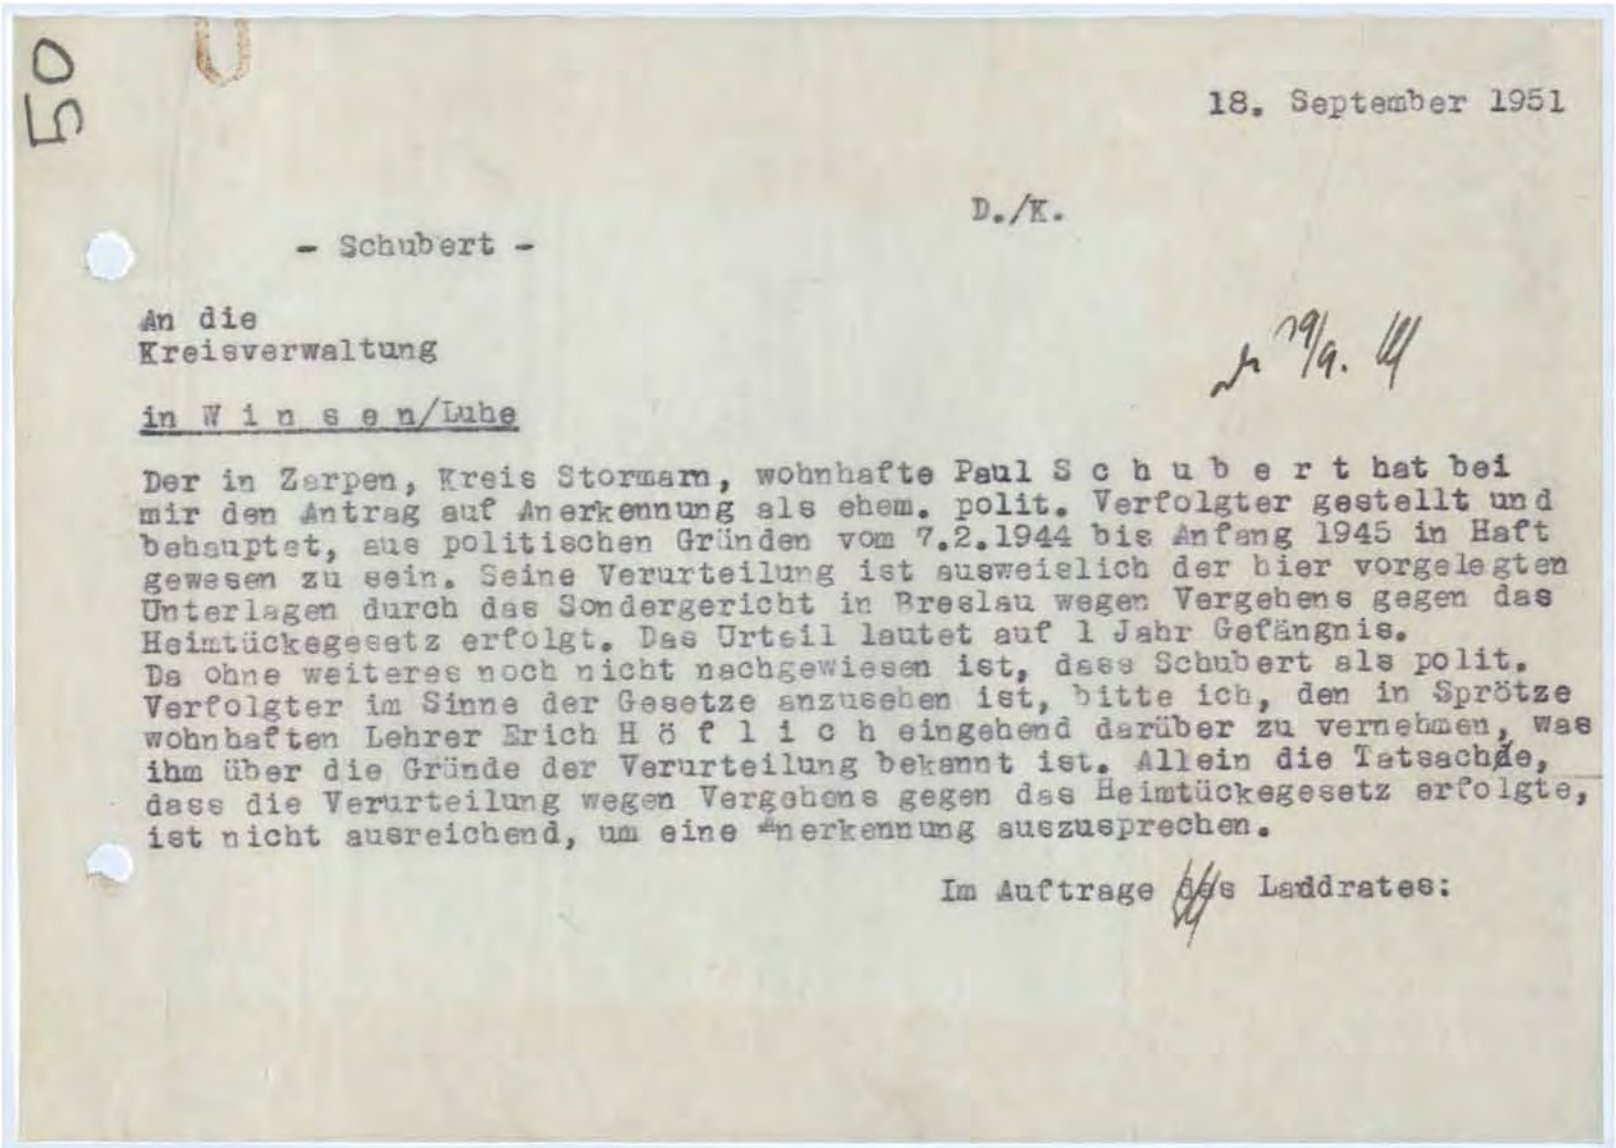 50
18. September 1951
D./K.
- Schubert -
An die
Kreisverwaltung
19/9.
in W i n s e n/Luhe
Der in Zarpen, Kreis Stormarn, wohnhafte Paul S c h u b e r t hat bei
mir den Antrag auf Anerkennung als ehem. polit. Verfolgter gestellt und
behauptet, aus politischen Gründen vom 7.2.1944 bis Anfang 1945 in Haft
gewesen zu sein. Seine Verurteilung ist ausweislich der hier vorgelegten
Unterlagen durch das Sondergericht in Breslau wegen Vergehens gegen das
Heimtückegesetz erfolgt. Das Urteil lautet auf 1 Jahr Gefängnis.
Da ohne weiteres noch nicht nachgewiesen ist, dass Schubert als polit.
Verfolgter im Sinne der Gesetze anzusehen ist, bitte ich, den in Sprötze
wohnhaften Lehrer Erich H ö f l i c h eingehend darüber zu vernehmen, was
ihm über die Gründe der Verurteilung bekannt ist. Allein die Tatsache,
dass die Verurteilung wegen Vergehens gegen das Heimtückegesetz erfolgte,
ist nicht ausreichend, um eine Anerkennung auszusprechen.
Im Auftrage des Landrates: